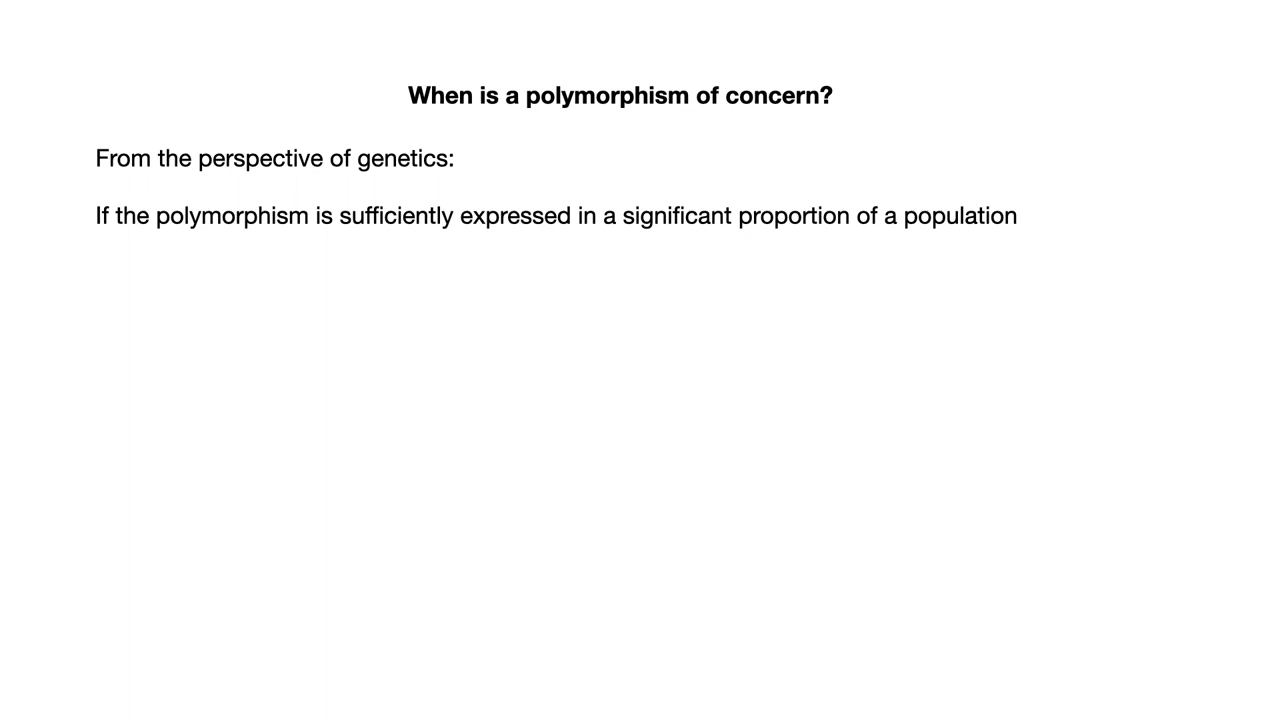 When is a polymorphism of concern?
From the perspective of genetics:
If the polymorphism is sufficiently expressed in a significant proportion of a population